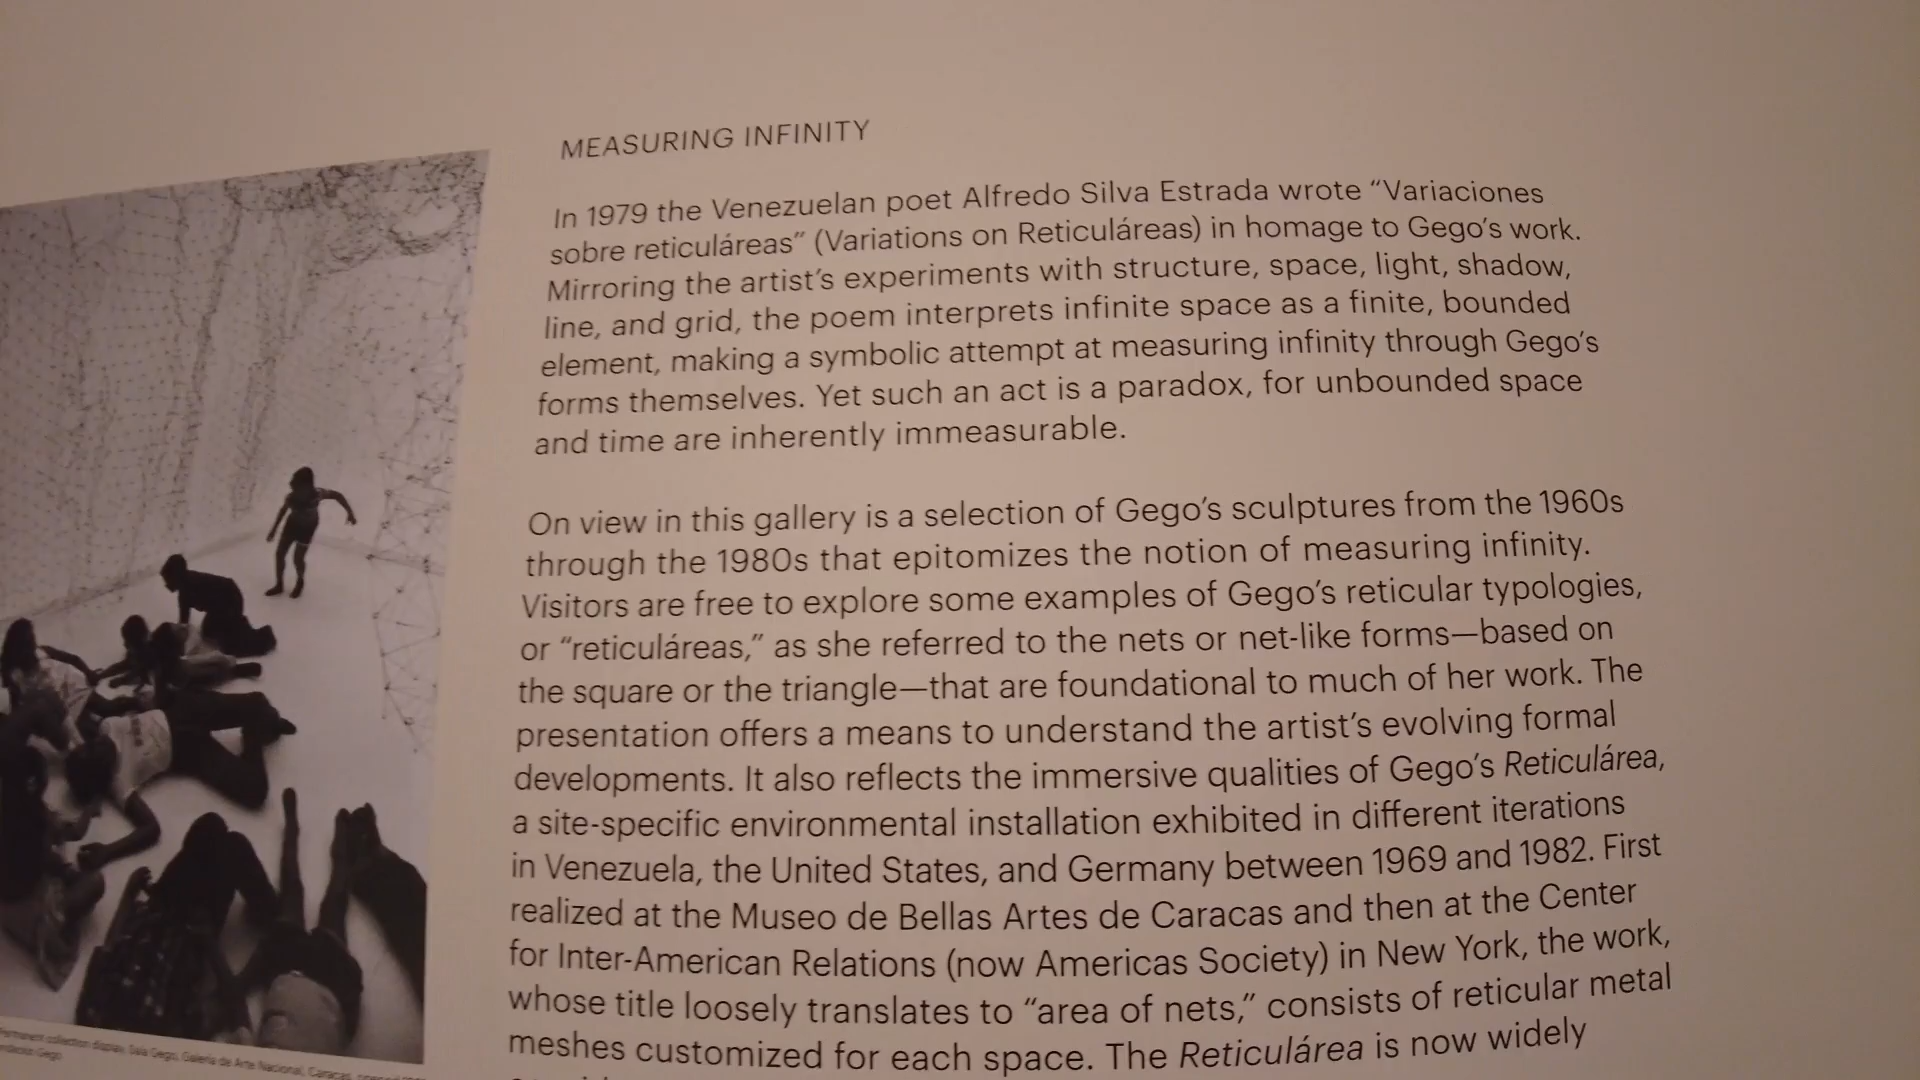 MEASURING INFINITY
In 1979 the Venezuelan poet Alfredo Silva Estrada wrote “Variaciones
sobre reticuláreas” (Variations on Reticuláreas) in homage to Gego’s work.
Mirroring the artist’s experiments with structure, space, light, shadow,
line, and grid, the poem interprets infinite space as a finite, bounded
element, making a symbolic attempt at measuring infinity through Gego’s
forms themselves. Yet such an act is a paradox, for unbounded space
and time are inherently immeasurable.
On view in this gallery is a selection of Gego’s sculptures from the 1960s
through the 1980s that epitomizes the notion of measuring infinity.
Visitors are free to explore some examples of Gego’s reticular typologies,
or “reticuláreas,” as she referred to the nets or net-like forms—based on
the square or the triangle—that are foundational to much of her work. The
presentation offers a means to understand the artist’s evolving formal
developments. It also reflects the immersive qualities of Gego’s Reticulárea,
a site-specific environmental installation exhibited in different iterations
in Venezuela, the United States, and Germany between 1969 and 1982. First
realized at the Museo de Bellas Artes de Caracas and then at the Center
for Inter-American Relations (now Americas Society) in New York, the work,
whose title loosely translates to “area of nets,” consists of reticular metal
meshes customized for each space. The Reticulárea is now widely
Permanent collection display, Sala Gego, Galería de Arte Nacional, Caracas,
Gego